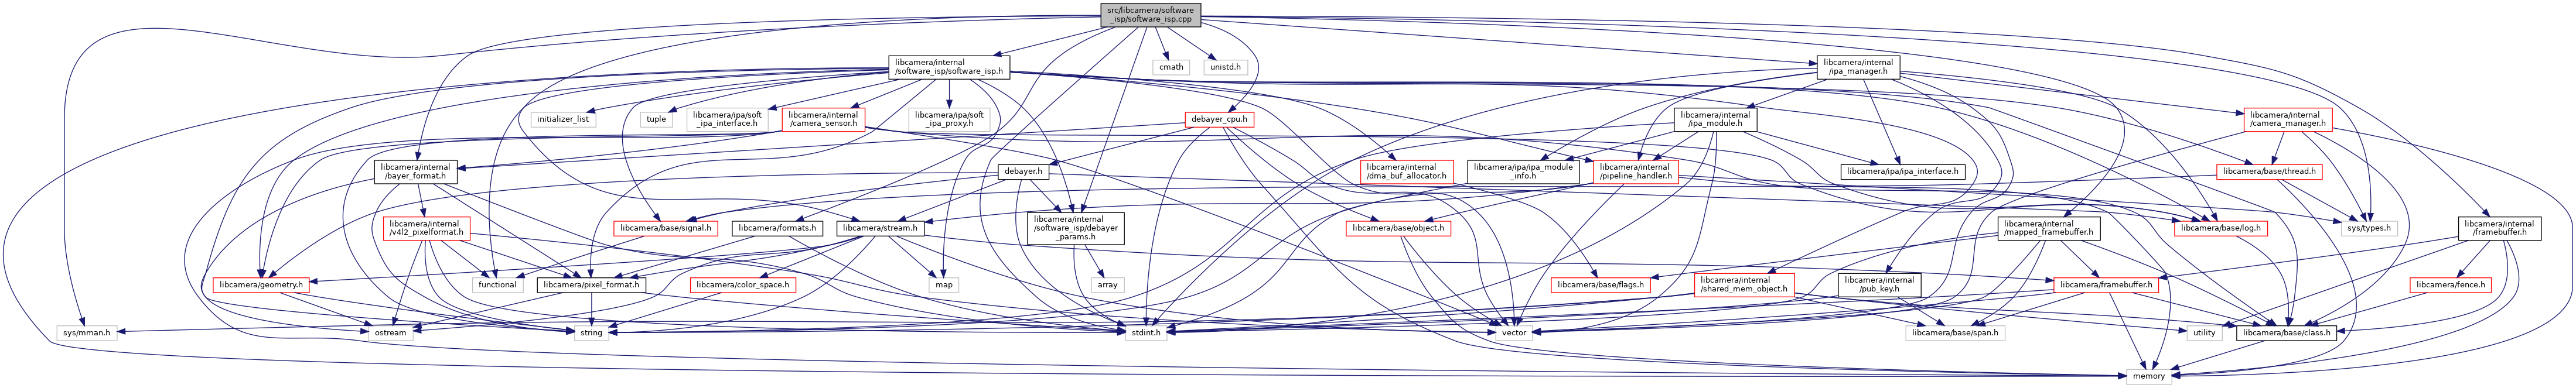 src/libcamera/software
_isp/software_isp.cpp
libcamera/internal
/software_isp/software_isp.h
cmath
unistd.h
libcamera/internal
/ipa_manager.h
initializer_list
tuple
libcamera/ipa/soft
_ipa_interface.h
libcamera/internal
/camera_sensor.h
libcamera/ipa/soft
_ipa_proxy.h
debayer_cpu.h
libcamera/internal
/ipa_module.h
libcamera/internal
/camera_manager.h
libcamera/internal
/bayer_format.h
debayer.h
libcamera/internal
/dma_buf_allocator.h
libcamera/ipa/ipa_module
_info.h
libcamera/internal
/pipeline_handler.h
libcamera/ipa/ipa_interface.h
libcamera/base/thread.h
libcamera/internal
/v4l2_pixelformat.h
libcamera/base/signal.h
libcamera/formats.h
libcamera/stream.h
libcamera/internal
/software_isp/debayer
_params.h
libcamera/base/object.h
libcamera/internal
/mapped_framebuffer.h
libcamera/base/log.h
sys/types.h
libcamera/internal
/framebuffer.h
libcamera/geometry.h
functional
libcamera/pixel_format.h
libcamera/color_space.h
map
array
libcamera/base/flags.h
libcamera/internal
/shared_mem_object.h
libcamera/internal
/pub_key.h
libcamera/framebuffer.h
libcamera/fence.h
sys/mman.h
ostream
string
stdint.h
vector
libcamera/base/span.h
utility
libcamera/base/class.h
memory